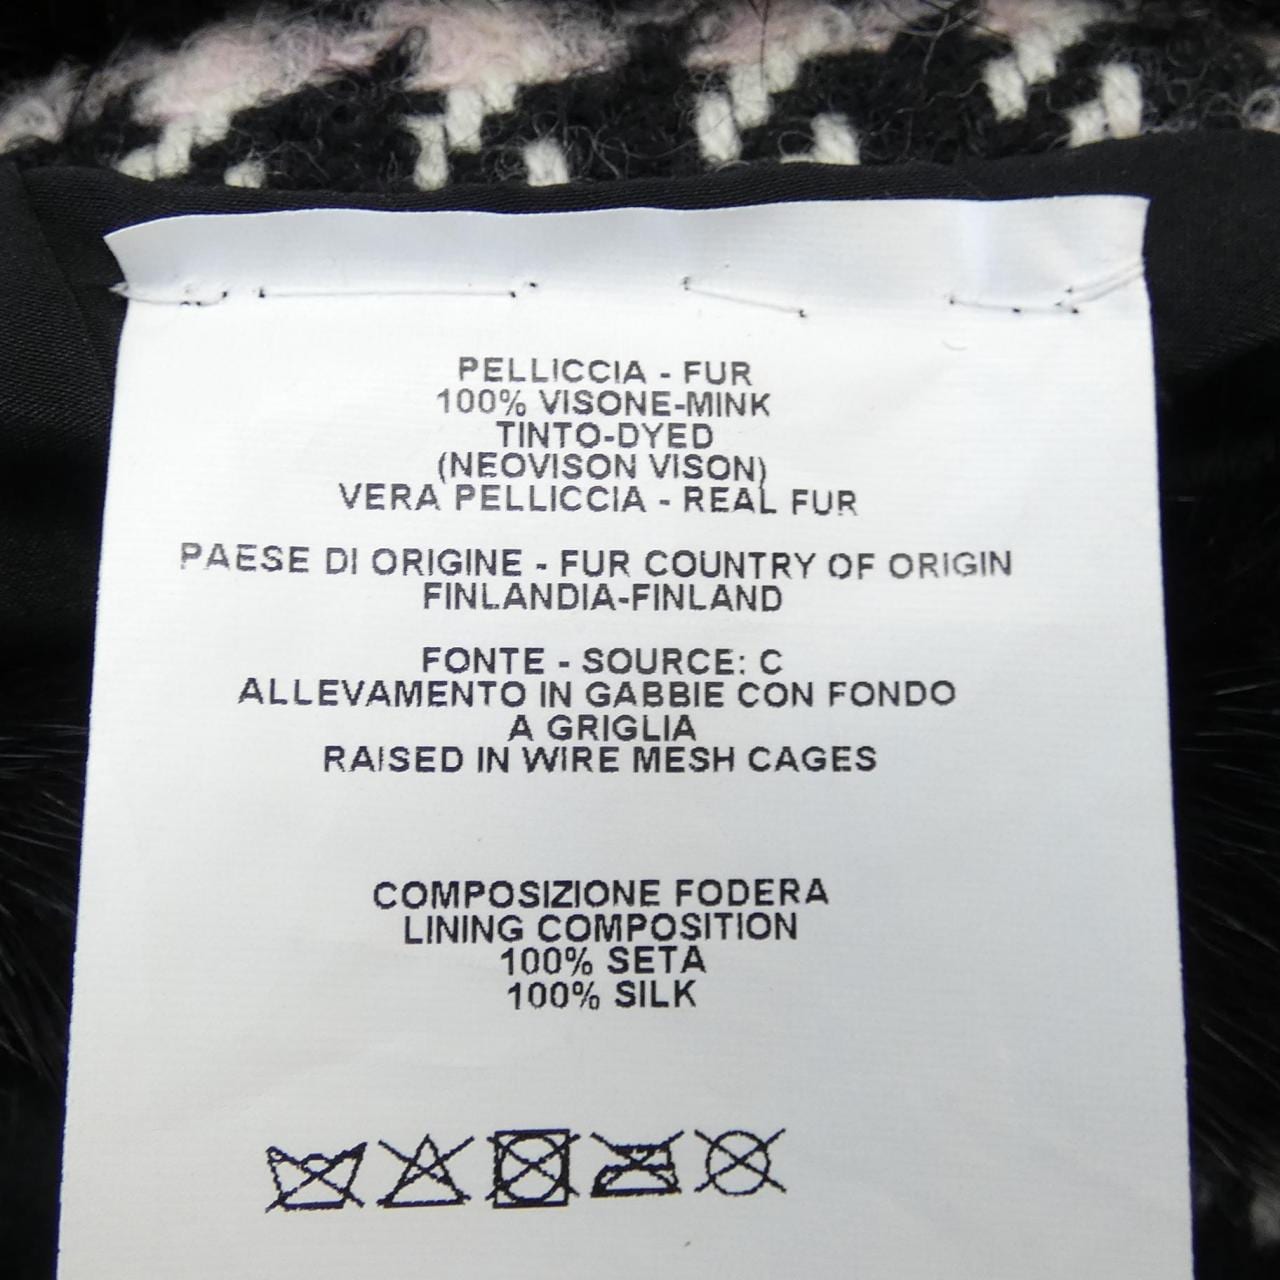 PELLICCIA - FUR
100% VISONE-MINK
TINTO-DYED
(NEOVISON VISON)
VERA PELLICCIA - REAL FUR
PAESE DI ORIGINE - FUR COUNTRY OF ORIGIN
FINLANDIA-FINLAND
FONTE - SOURCE: C
ALLEVAMENTO IN GABBIE CON FONDO
A GRIGLIA
RAISED IN WIRE MESH CAGES
COMPOSIZIONE FODERA
LINING COMPOSITION
100% SETA
100% SILK